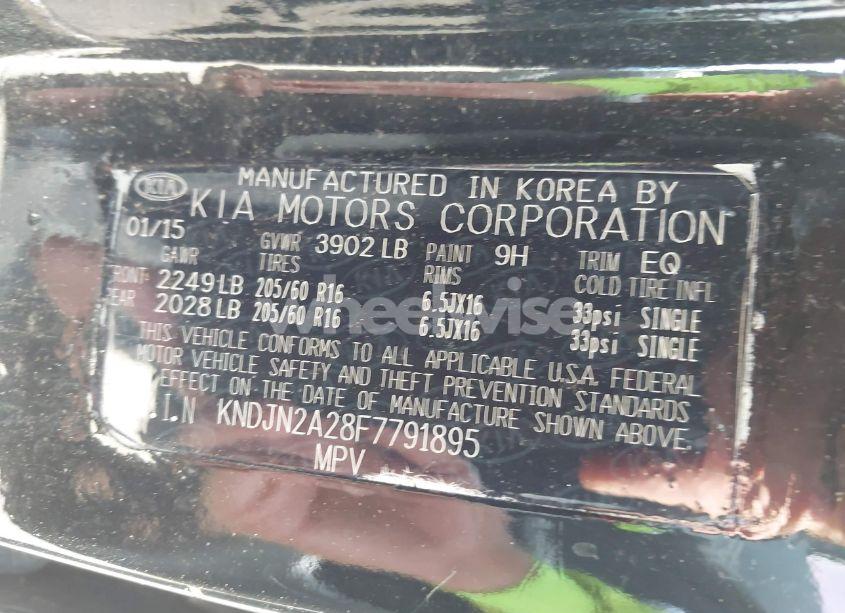 KIA
MANUFACTURED IN KOREA BY
KIA MOTORS CORPORATION
01/15 GVWR 3902 LB PAINT 9H TRIM EQ
GAWR TIRES RIMS COLD TIRE INFL
FRONT 2249 LB 205/60 R16 6.5JX16 33psi SINGLE
REAR 2028 LB 205/60 R16 6.5JX16 33psi SINGLE
THIS VEHICLE CONFORMS TO ALL APPLICABLE U.S.A. FEDERAL
MOTOR VEHICLE SAFETY AND THEFT PREVENTION STANDARDS
EFFECT ON THE DATE OF MANUFACTURE SHOWN ABOVE.
.I.N KNDJN2A28F7791895
MPV
wheelwise